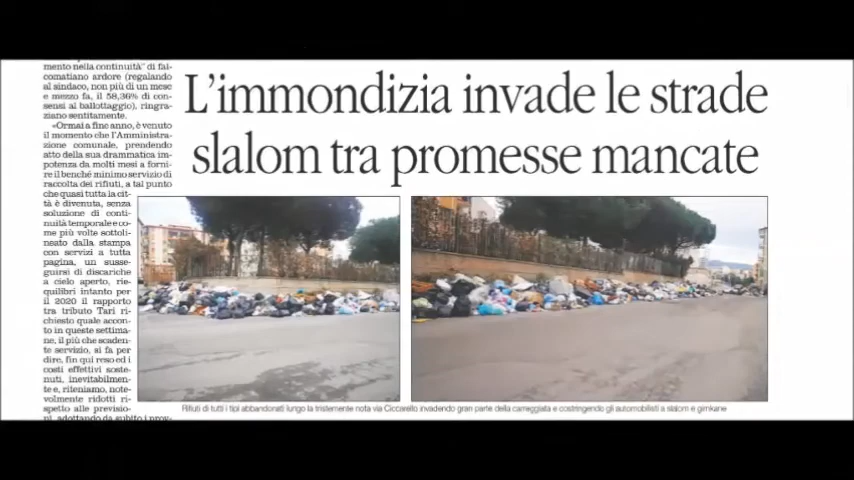 mento nella continuità" di fal-
comatiano ardore (regalando
al sindaco, non più di un mese
e mezzo fa, il 58,36% di con-
sensi al ballottaggio), ringra-
ziano sentitamente.
«Ormai a fine anno, è venuto
il momento che l'Amministra-
zione comunale, prendendo
atto della sua drammatica im-
potenza da molti mesi a forni-
re il benché minimo servizio di
raccolta dei rifiuti, a tal punto
che quasi tutta la cit-
tà è divenuta, senza
soluzione di conti-
nuità temporale e co-
me più volte sottoli-
neato dalla stampa
con servizi a tutta
pagina, un susse-
guirsi di discariche
a cielo aperto, rie-
quilibri intanto per
il 2020 il rapporto
tra tributo Tari ri-
chiesto quale accon-
to in queste settima-
ne, il più che scaden-
te servizio, si fa per
dire, fin qui reso ed i
costi effettivi soste-
nuti, inevitabilmen-
te e, riteniamo, note-
volmente ridotti ri-
spetto alle previsio-
ni, adottando da subito i prov-
L'immondizia invade le strade
slalom tra promesse mancate
Rifiuti di tutti i tipi abbandonati lungo la tristemente nota via Ciccarello invadendo gran parte della carreggiata e costringendo gli automobilisti a slalom e gimkane